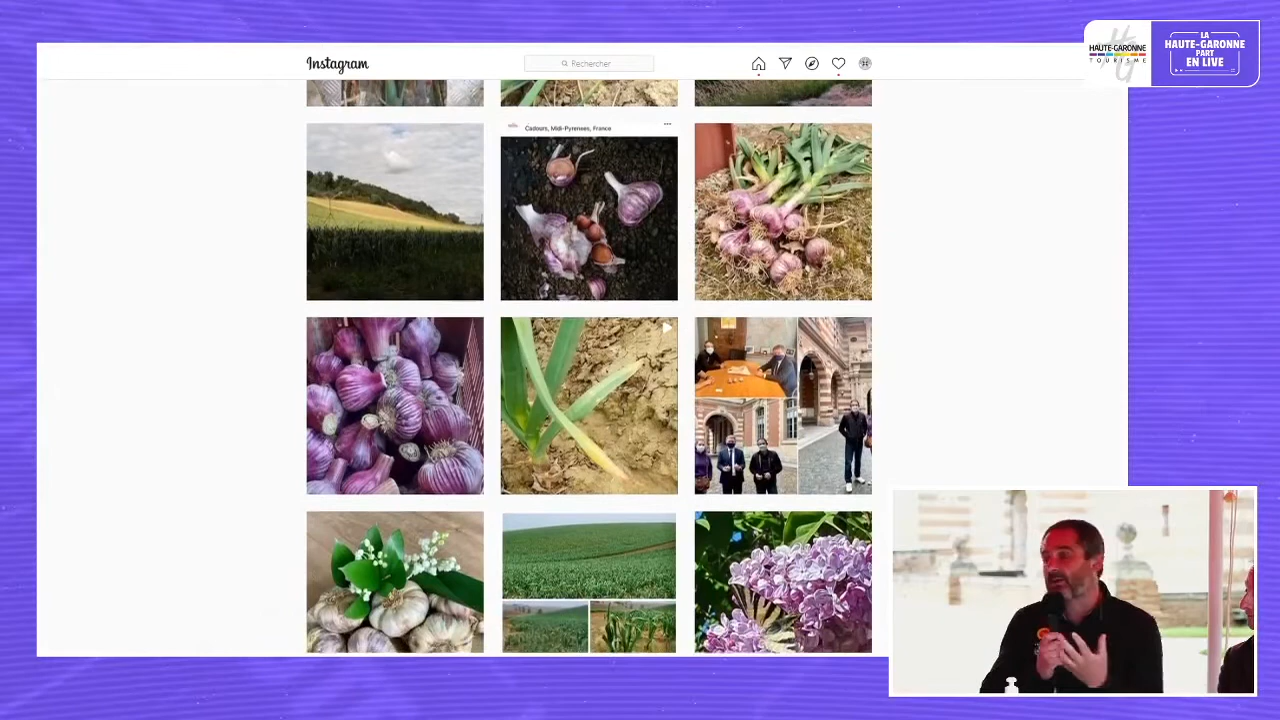 Instagram
Rechercher
HAUTE-GARONNE
TOURISME
LA
HAUTE-GARONNE
PART
EN LIVE
Cadours, Midi-Pyrenees, France